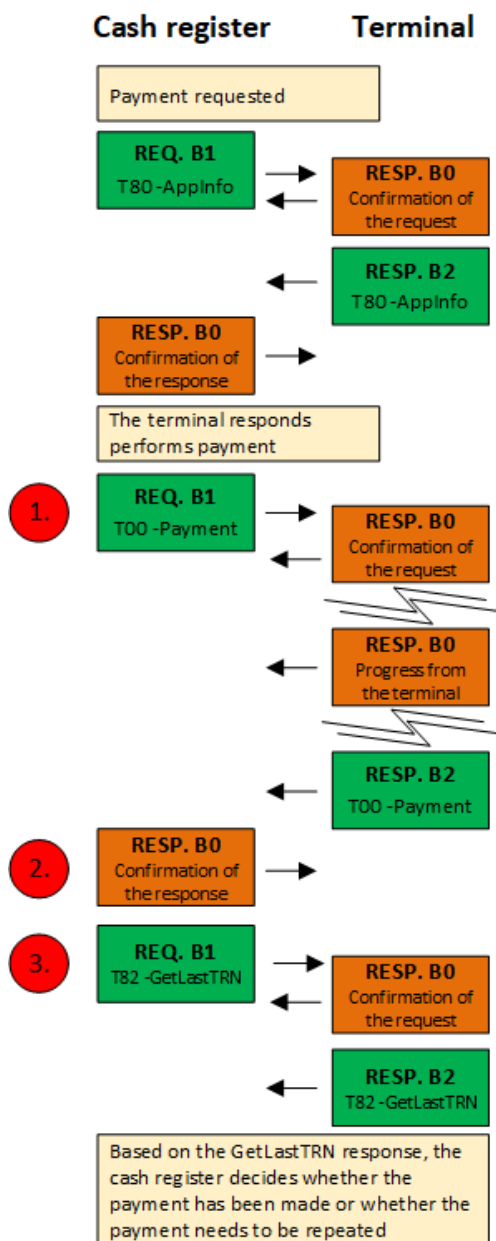 Cash register Terminal
Payment requested
REQ. B1
T80-AppInfo
RESP. B0
Confirmation of
the request
RESP. B2
T80-AppInfo
RESP. B0
Confirmation of
the response
The terminal responds
performs payment
1.
REQ. B1
T00-Payment
RESP. B0
Confirmation of
the request
RESP. B0
Progress from
the terminal
RESP. B2
T00-Payment
2.
RESP. B0
Confirmation of
the response
3.
REQ. B1
T82-GetLastTRN
RESP. B0
Confirmation of
the request
RESP. B2
T82-GetLastTRN
Based on the GetLastTRN response, the
cash register decides whether the
payment has been made or whether the
payment needs to be repeated